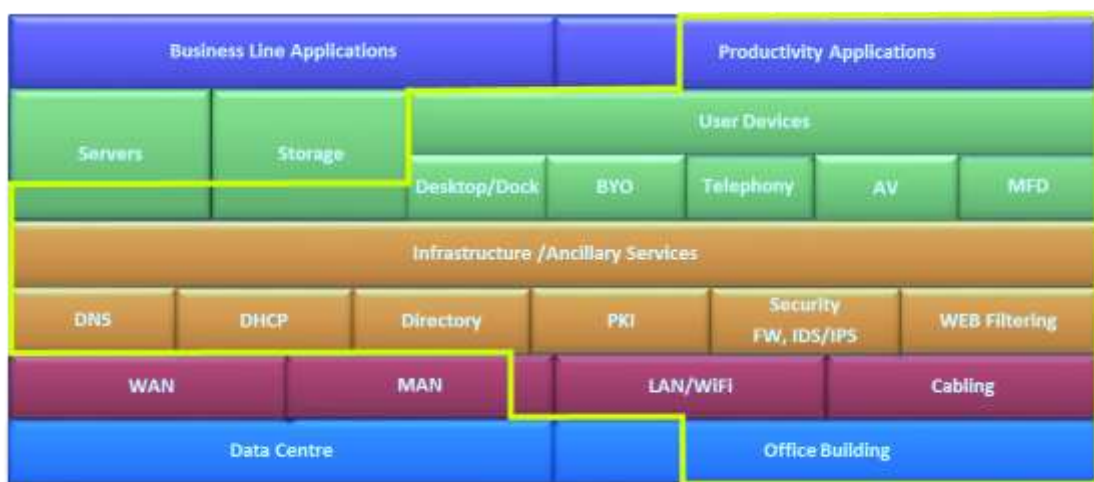 Business Line Applications
Productivity Applications
User Devices
Servers
Storage
Desktop/Dock
BYO
Telephony
AV
MFD
Infrastructure /Ancillary Services
DNS
DHCP
Directory
PKI
Security
FW, IDS/IPS
WEB Filtering
WAN
MAN
LAN/WiFi
Cabling
Data Centre
Office Building